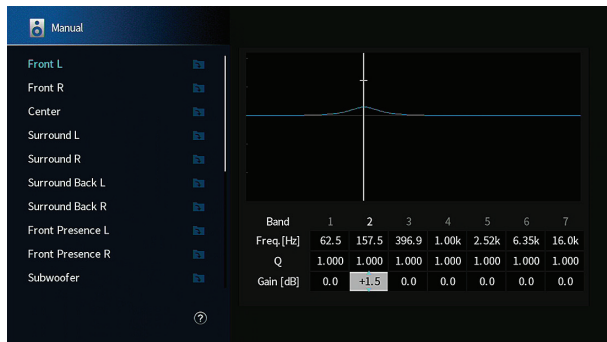 Manual
Front L
Front R
Center
Surround L
Surround R
Surround Back L
Surround Back R
Front Presence L
Front Presence R
Subwoofer
?
Band 1 2 3 4 5 6 7
Freq.[Hz] 62.5 157.5 396.9 1.00k 2.52k 6.35k 16.0k
Q 1.000 1.000 1.000 1.000 1.000 1.000 1.000
Gain [dB] 0.0 +1.5 0.0 0.0 0.0 0.0 0.0